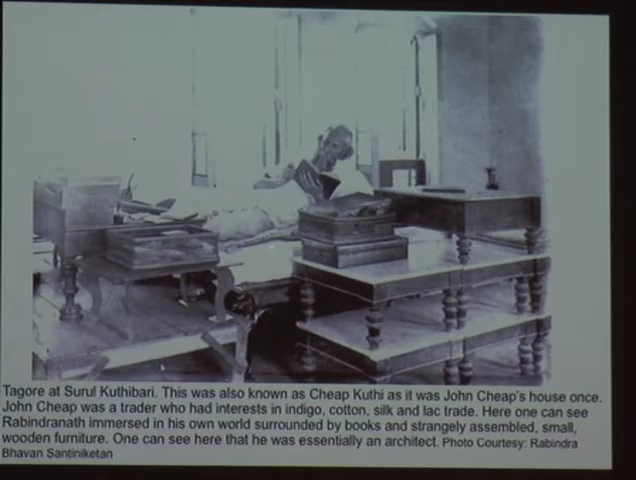 Tagore at Surul Kuthibari. This was also known as Cheap Kuthi as it was John Cheap's house once.
John Cheap was a trader who had interests in indigo, cotton, silk and lac trade. Here one can see
Rabindranath immersed in his own world surrounded by books and strangely assembled, small,
wooden furniture. One can see here that he was essentially an architect. Photo Courtesy: Rabindra
Bhavan Santiniketan